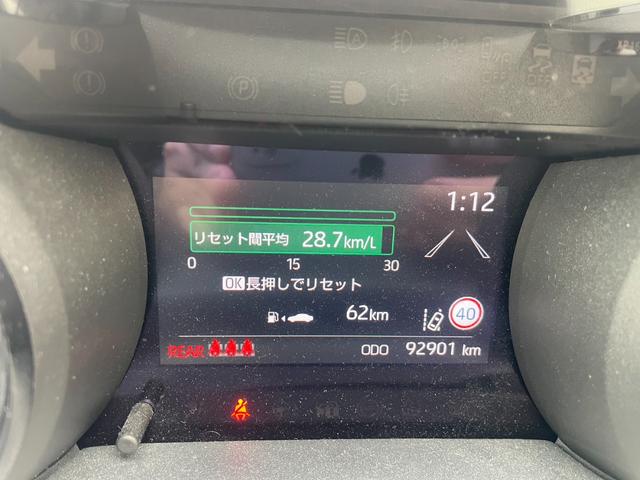 1:12
リセット間平均 28.7km/L
0 15 30
OK長押しでリセット
62km
40
REAR ODO 92901 km